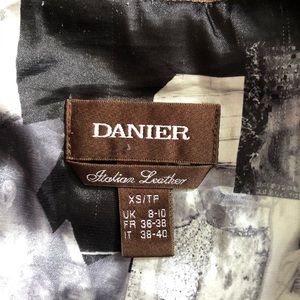 DANIER
Italian Leather
XS/TP
UK 8-10
FR 36-38
IT 38-40